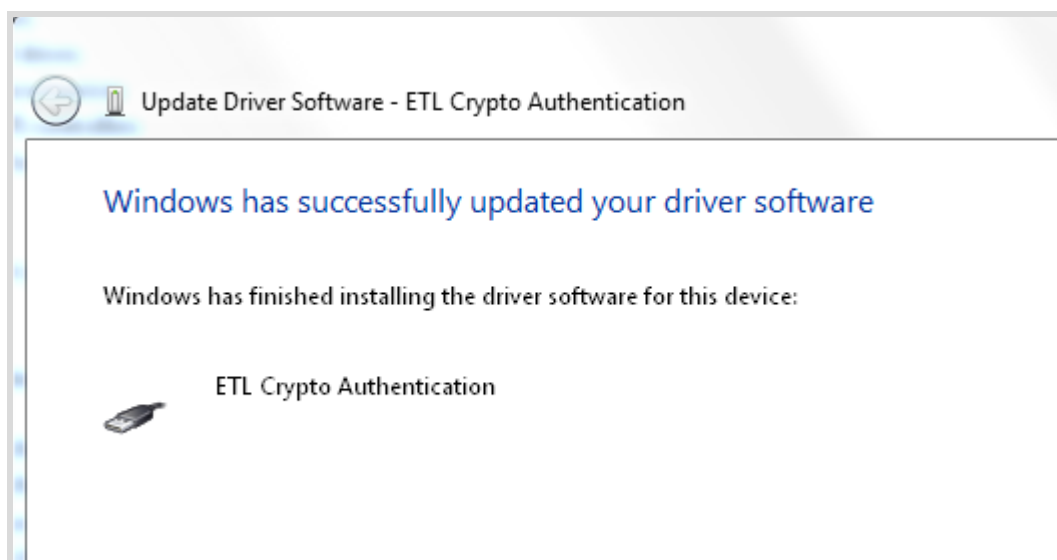 Update Driver Software - ETL Crypto Authentication
Windows has successfully updated your driver software
Windows has finished installing the driver software for this device:
ETL Crypto Authentication